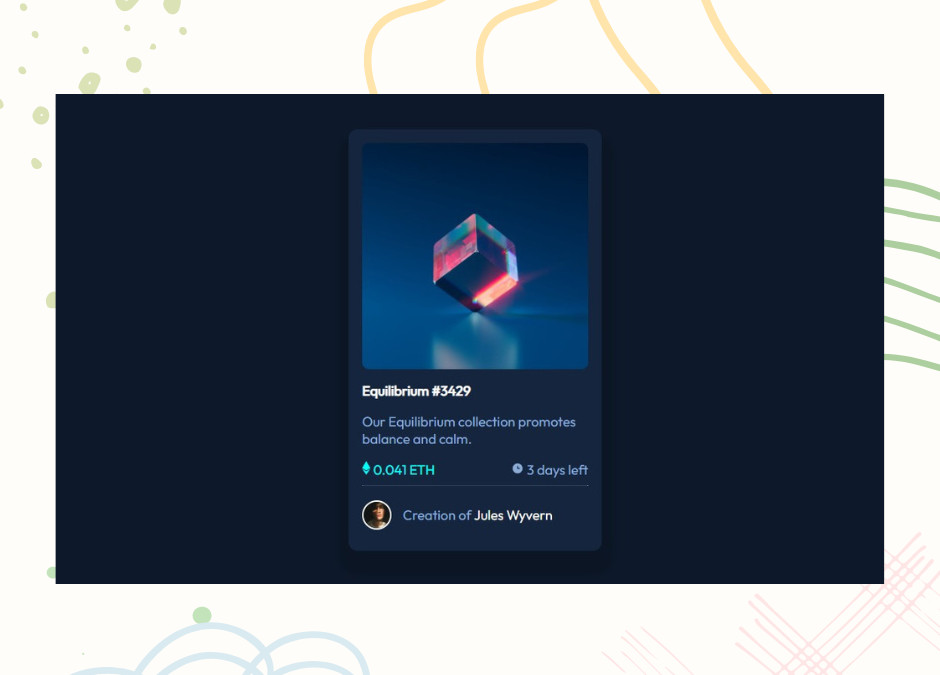 Equilibrium #3429
Our Equilibrium collection promotes
balance and calm.
0.041 ETH
3 days left
Creation of Jules Wyvern